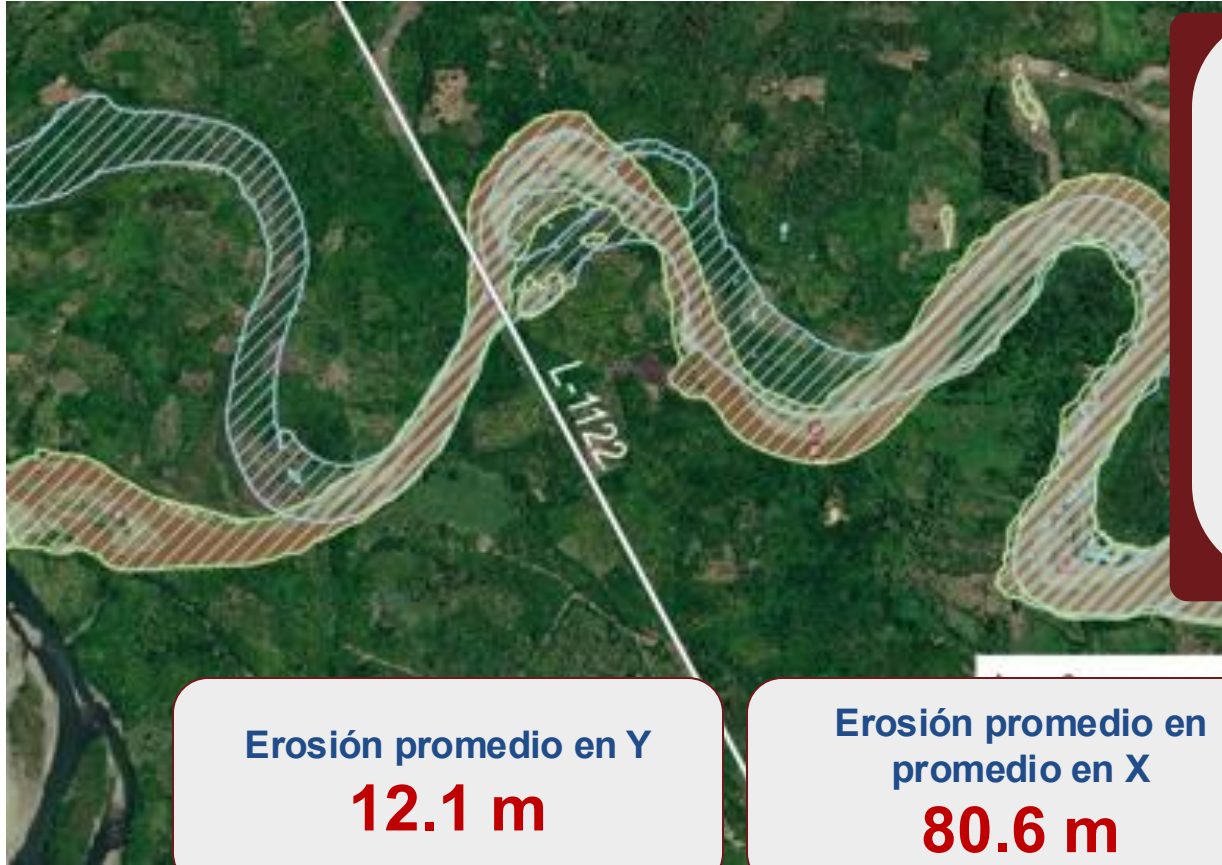 L-1122
Erosión promedio en Y
12.1 m
Erosión promedio en
promedio en X
80.6 m